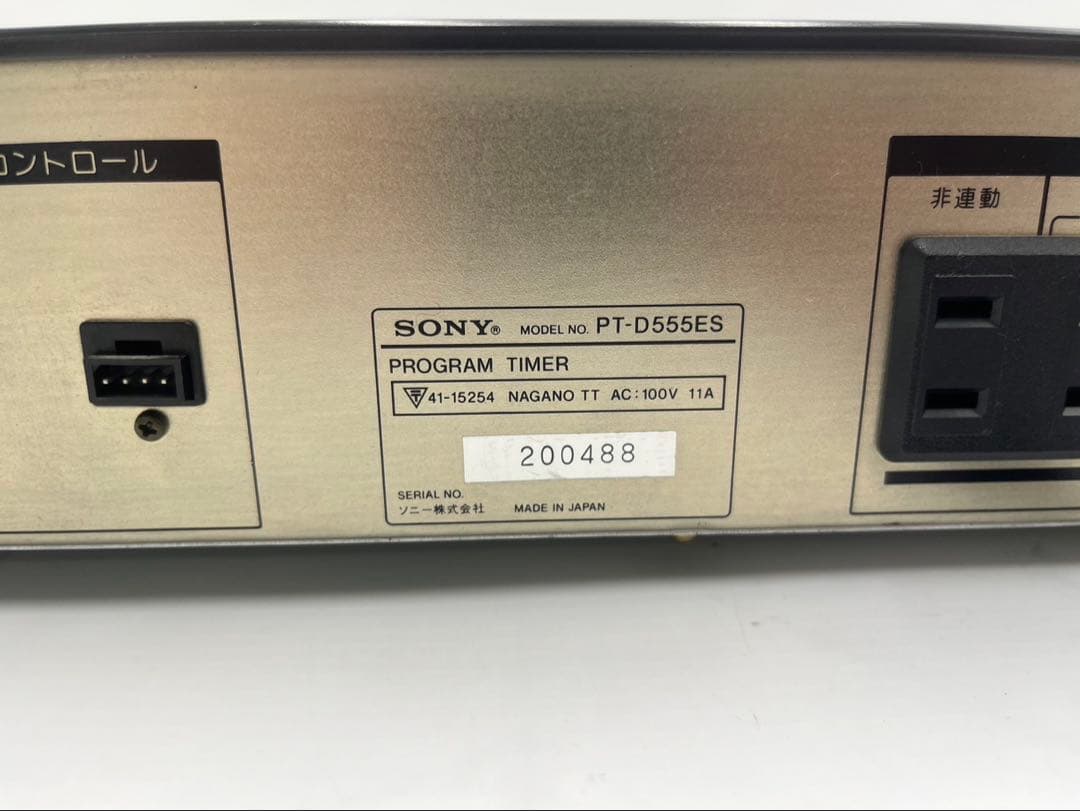 コントロール
非連動
SONY® MODEL NO. PT-D555ES
PROGRAM TIMER
〒 41-15254 NAGANO TT AC:100V 11A
200488
SERIAL NO.
ソニー株式会社 MADE IN JAPAN